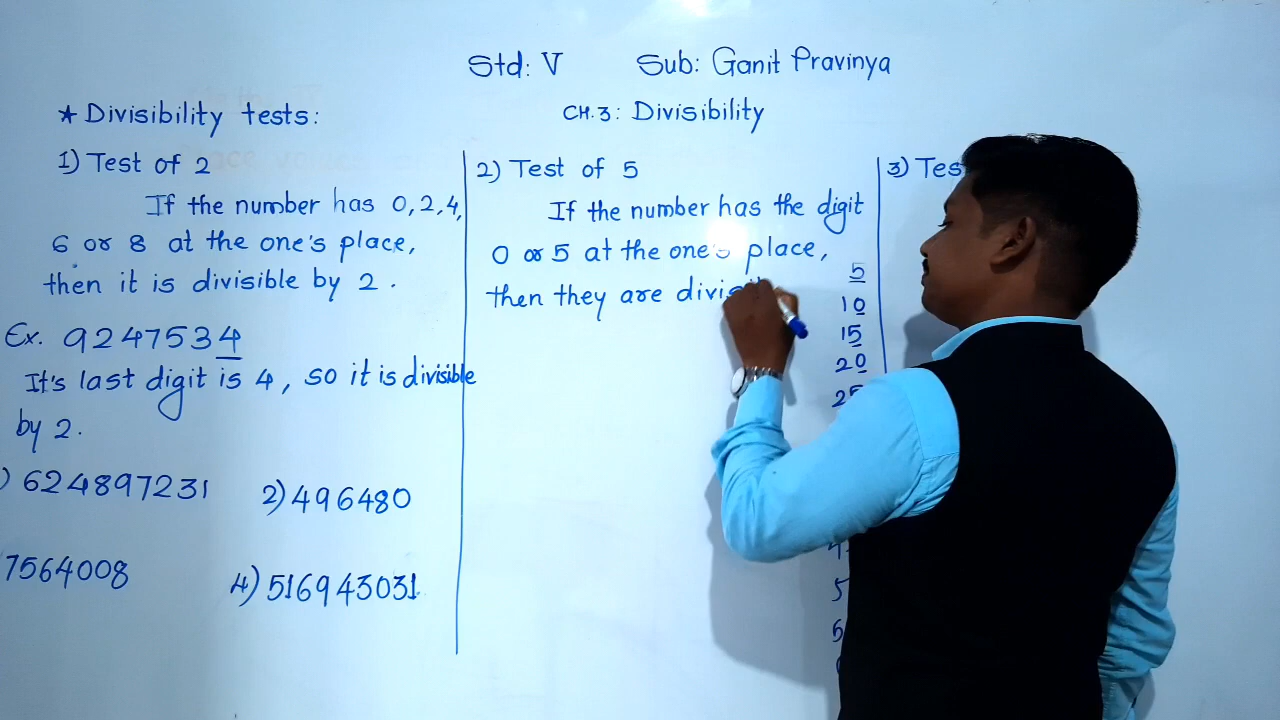 Std: V Sub: Ganit Pravinya
CH.3: Divisibility
* Divisibility tests:
1) Test of 2
If the number has 0, 2, 4,
6 or 8 at the one's place,
then it is divisible by 2.
Ex. 9247534
It's last digit is 4, so it is divisible
by 2.
) 624897231 2) 496480
7564008 4) 516943031
2) Test of 5
If the number has the digit
0 or 5 at the one's place,
then they are
5
10
15
20
25
3)